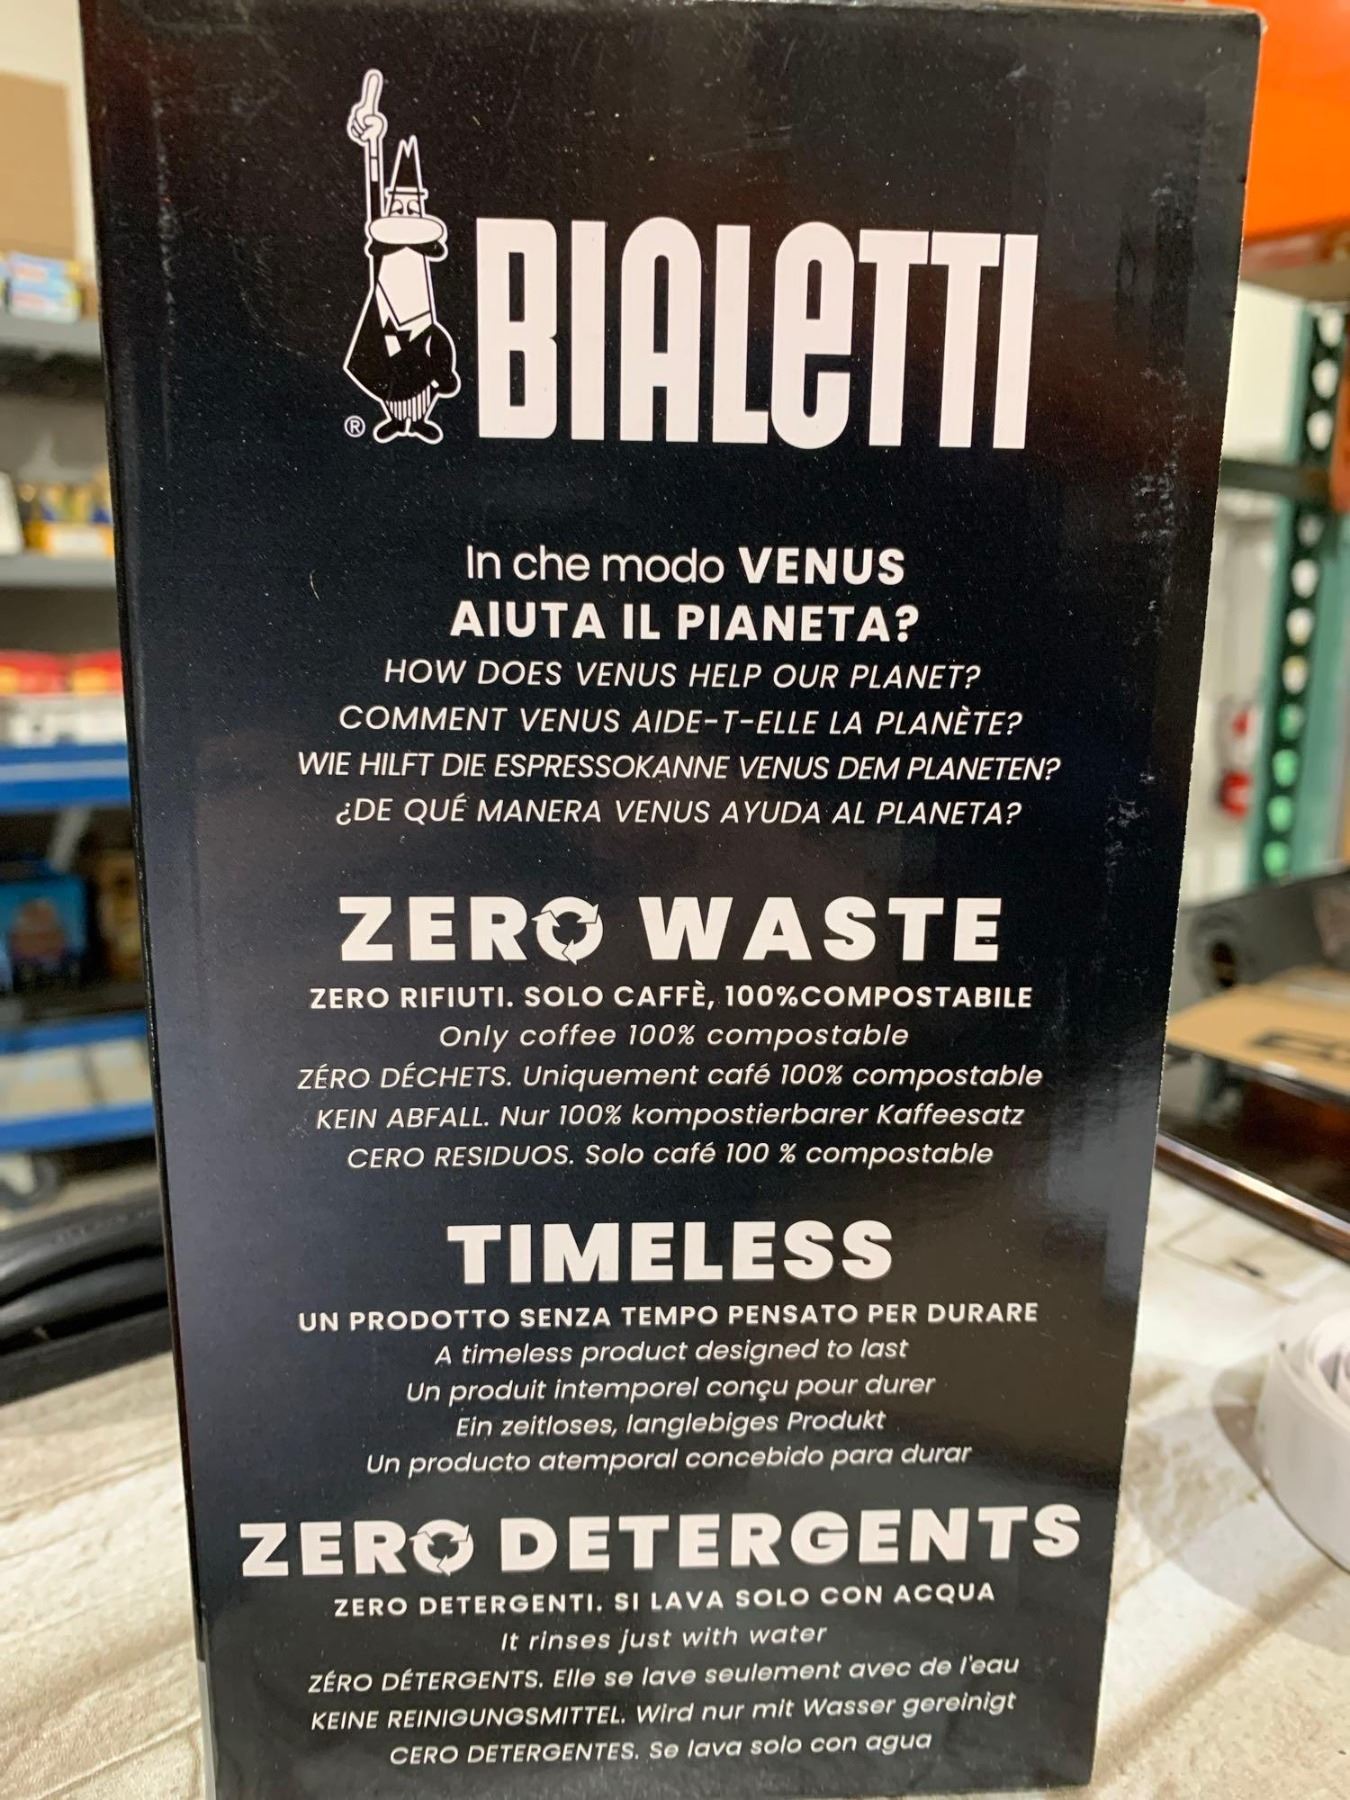 ®
BIALETTI
In che modo VENUS
AIUTA IL PIANETA?
HOW DOES VENUS HELP OUR PLANET?
COMMENT VENUS AIDE-T-ELLE LA PLANÈTE?
WIE HILFT DIE ESPRESSOKANNE VENUS DEM PLANETEN?
¿DE QUÉ MANERA VENUS AYUDA AL PLANETA?
ZERO WASTE
ZERO RIFIUTI. SOLO CAFFÈ, 100%COMPOSTABILE
Only coffee 100% compostable
ZÉRO DÉCHETS. Uniquement café 100% compostable
KEIN ABFALL. Nur 100% kompostierbarer Kaffeesatz
CERO RESIDUOS. Solo café 100 % compostable
TIMELESS
UN PRODOTTO SENZA TEMPO PENSATO PER DURARE
A timeless product designed to last
Un produit intemporel conçu pour durer
Ein zeitloses, langlebiges Produkt
Un producto atemporal concebido para durar
ZERO DETERGENTS
ZERO DETERGENTI. SI LAVA SOLO CON ACQUA
It rinses just with water
ZÉRO DÉTERGENTS. Elle se lave seulement avec de l'eau
KEINE REINIGUNGSMITTEL. Wird nur mit Wasser gereinigt
CERO DETERGENTES. Se lava solo con agua